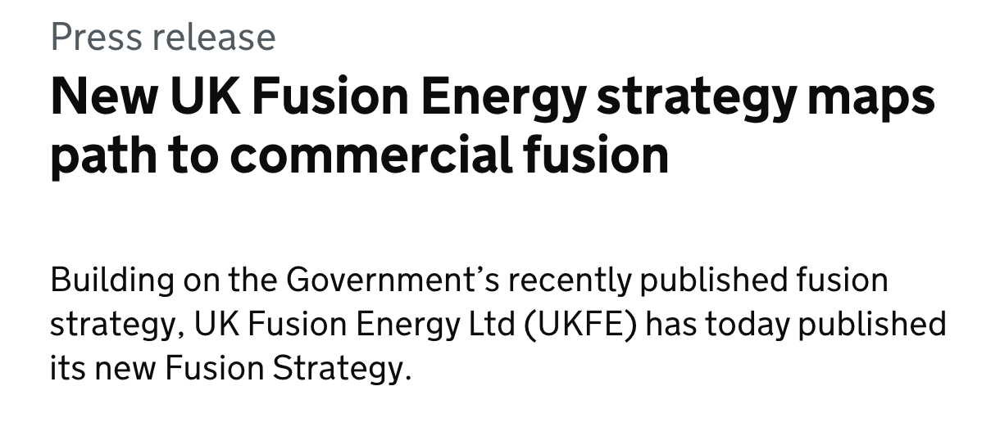 Press release
New UK Fusion Energy strategy maps
path to commercial fusion
Building on the Government’s recently published fusion
strategy, UK Fusion Energy Ltd (UKFE) has today published
its new Fusion Strategy.